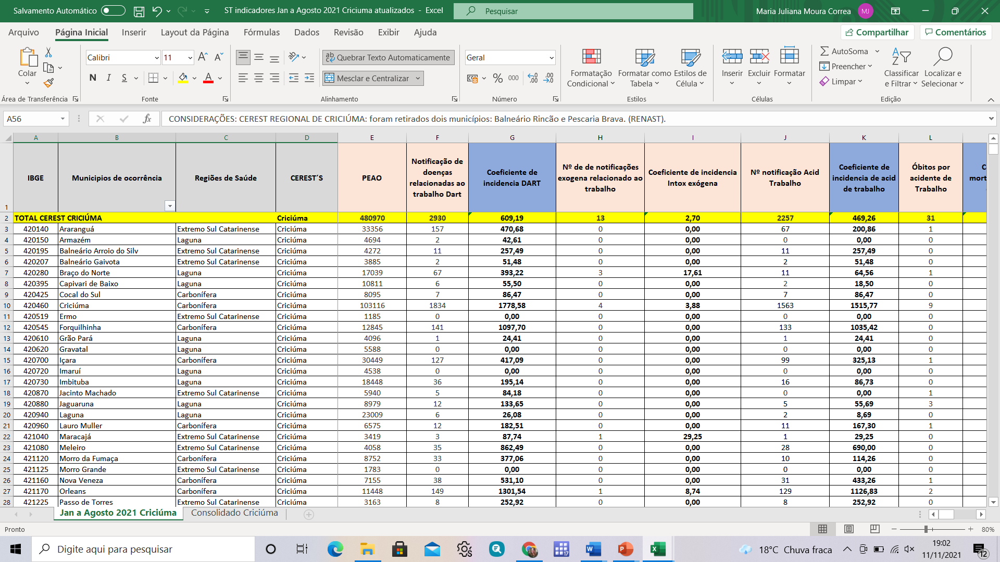 Salvamento Automático
ST indicadores Jan a Agosto 2021 Criciuma atualizados - Excel
Pesquisar
Maria Juliana Moura Correa MJ
Arquivo Página Inicial Inserir Layout da Página Fórmulas Dados Revisão Exibir Ajuda
Compartilhar Comentários
Colar
Calibri 11
N I S A
Quebrar Texto Automaticamente
Mesclar e Centralizar
Geral
% 000
Formatação Condicional
Formatar como Tabela
Estilos de Célula
Inserir Excluir Formatar
AutoSoma
Preencher
Limpar
Classificar e Filtrar
Localizar e Selecionar
Área de Transferência Fonte Alinhamento Número Estilos Células Edição
A56 fx CONSIDERAÇÕES: CEREST REGIONAL DE CRICIÚMA: foram retirados dois municípios: Balneário Rincão e Pescaria Brava. (RENAST).
A B C D E F G H I J K L
1 IBGE Municipios de ocorrência Regiões de Saúde CEREST´S PEAO Notificação de doenças relacionadas ao trabalho Dart Coeficiente de incidencia DART Nº de de notificações exogena relacionado ao trabalho Coeficiente de incidencia Intox exógena Nº notificação Acid Trabalho Coeficiente de incidencia de acid de trabalho Óbitos por acidente de Trabalho
2 TOTAL CEREST CRICIÚMA Criciúma 480970 2930 609,19 13 2,70 2257 469,26 31
3 420140 Araranguá Extremo Sul Catarinense Criciúma 33356 157 470,68 0 0,00 67 200,86 1
4 420150 Armazém Laguna Criciúma 4694 2 42,61 0 0,00 0 0,00 0
5 420195 Balneário Arroio do Silv Extremo Sul Catarinense Criciúma 4272 11 257,49 0 0,00 11 257,49 0
6 420207 Balneário Gaivota Extremo Sul Catarinense Criciúma 3885 2 51,48 0 0,00 2 51,48 0
7 420280 Braço do Norte Laguna Criciúma 17039 67 393,22 3 17,61 11 64,56 1
8 420395 Capivari de Baixo Laguna Criciúma 10811 6 55,50 0 0,00 2 18,50 0
9 420425 Cocal do Sul Carbonífera Criciúma 8095 7 86,47 0 0,00 7 86,47 0
10 420460 Criciúma Carbonífera Criciúma 103116 1834 1778,58 4 3,88 1563 1515,77 9
11 420519 Ermo Extremo Sul Catarinense Criciúma 1185 0 0,00 0 0,00 0 0,00 0
12 420545 Forquilhinha Carbonífera Criciúma 12845 141 1097,70 0 0,00 133 1035,42 0
13 420610 Grão Pará Laguna Criciúma 4096 1 24,41 0 0,00 1 24,41 0
14 420620 Gravatal Laguna Criciúma 5588 0 0,00 0 0,00 0 0,00 0
15 420700 Içara Carbonífera Criciúma 30449 127 417,09 0 0,00 99 325,13 1
16 420720 Imaruí Laguna Criciúma 4538 0 0,00 0 0,00 0 0,00 0
17 420730 Imbituba Laguna Criciúma 18448 36 195,14 0 0,00 16 86,73 0
18 420870 Jacinto Machado Extremo Sul Catarinense Criciúma 5940 5 84,18 0 0,00 0 0,00 1
19 420880 Jaguaruna Laguna Criciúma 8979 12 133,65 0 0,00 5 55,69 3
20 420940 Laguna Laguna Criciúma 23009 6 26,08 0 0,00 2 8,69 0
21 420960 Lauro Muller Carbonífera Criciúma 6575 12 182,51 0 0,00 11 167,30 1
22 421040 Maracajá Extremo Sul Catarinense Criciúma 3419 3 87,74 1 29,25 1 29,25 0
23 421080 Meleiro Extremo Sul Catarinense Criciúma 4058 35 862,49 0 0,00 28 690,00 0
24 421120 Morro da Fumaça Carbonífera Criciúma 8752 33 377,06 0 0,00 10 114,26 0
25 421125 Morro Grande Extremo Sul Catarinense Criciúma 1783 0 0,00 0 0,00 0 0,00 0
26 421160 Nova Veneza Carbonífera Criciúma 7155 38 531,10 0 0,00 31 433,26 1
27 421170 Orleans Carbonífera Criciúma 11448 149 1301,54 1 8,74 129 1126,83 2
28 421225 Passo de Torres Extremo Sul Catarinense Criciúma 3163 8 252,92 0 0,00 8 252,92 0
Jan a Agosto 2021 Criciúma Consolidado Criciúma
Pronto 80%
Digite aqui para pesquisar
18°C Chuva fraca
19:02
11/11/2021
12